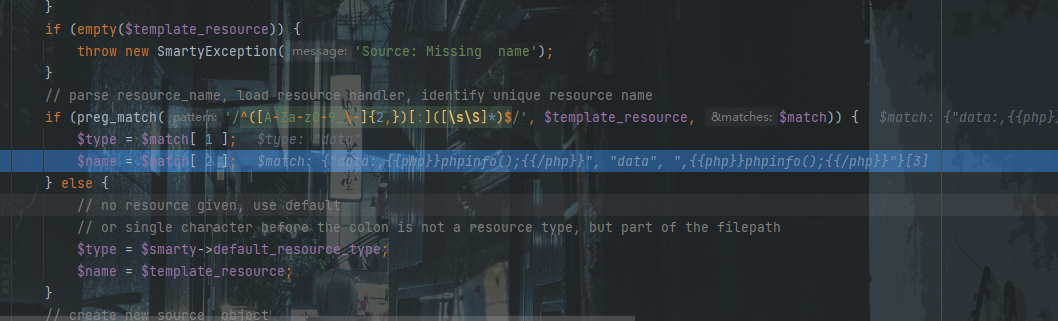 }
if (empty($template_resource)) {
throw new SmartyException( message: 'Source: Missing  name');
}
// parse resource_name, load resource handler, identify unique resource name
if (preg_match( pattern: '/^([A-Za-z0-9_\-]{2,})[:]([\s\S]*)$/', $template_resource, &matches: $match)) { $match: {"data:,{{php}}
$type = $match[ 1 ]; $type: "data"
$name = $match[ 2 ]; $match: {"data:,{{php}}phpinfo();{{/php}}", "data", ",{{php}}phpinfo();{{/php}}"}[3]
} else {
// no resource given, use default
// or single character before the colon is not a resource type, but part of the filepath
$type = $smarty->default_resource_type;
$name = $template_resource;
}
// create new source  object